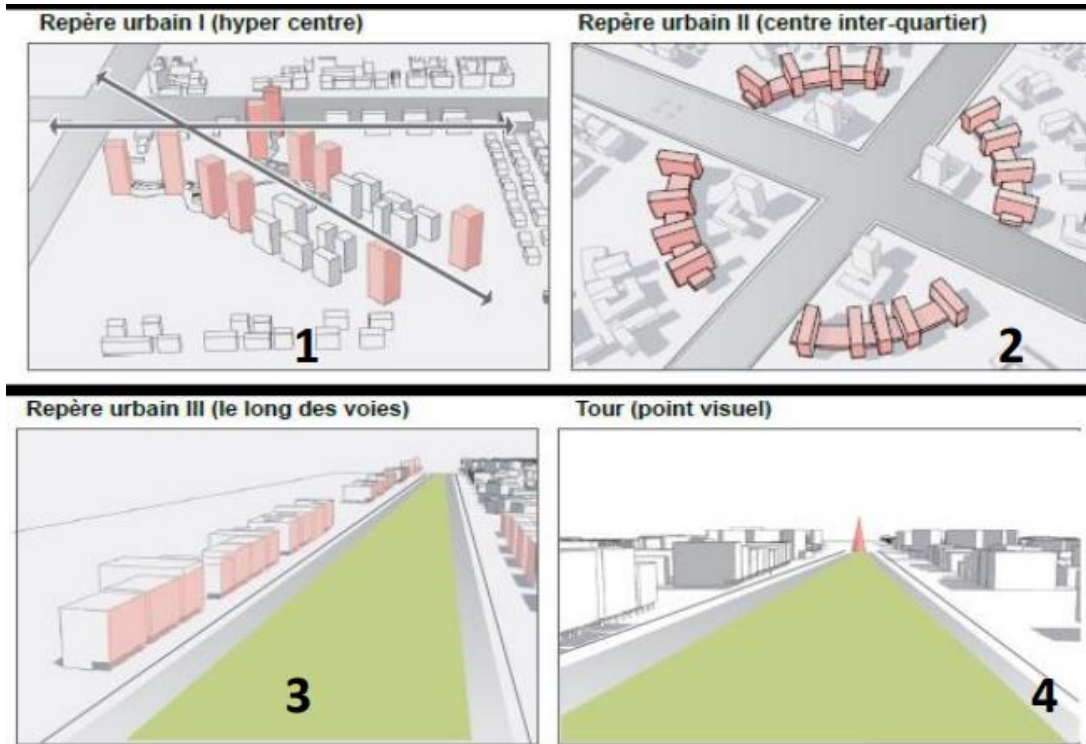 Repère urbain I (hyper centre)
Repère urbain II (centre inter-quartier)
1
2
Repère urbain III (le long des voies)
Tour (point visuel)
3
4